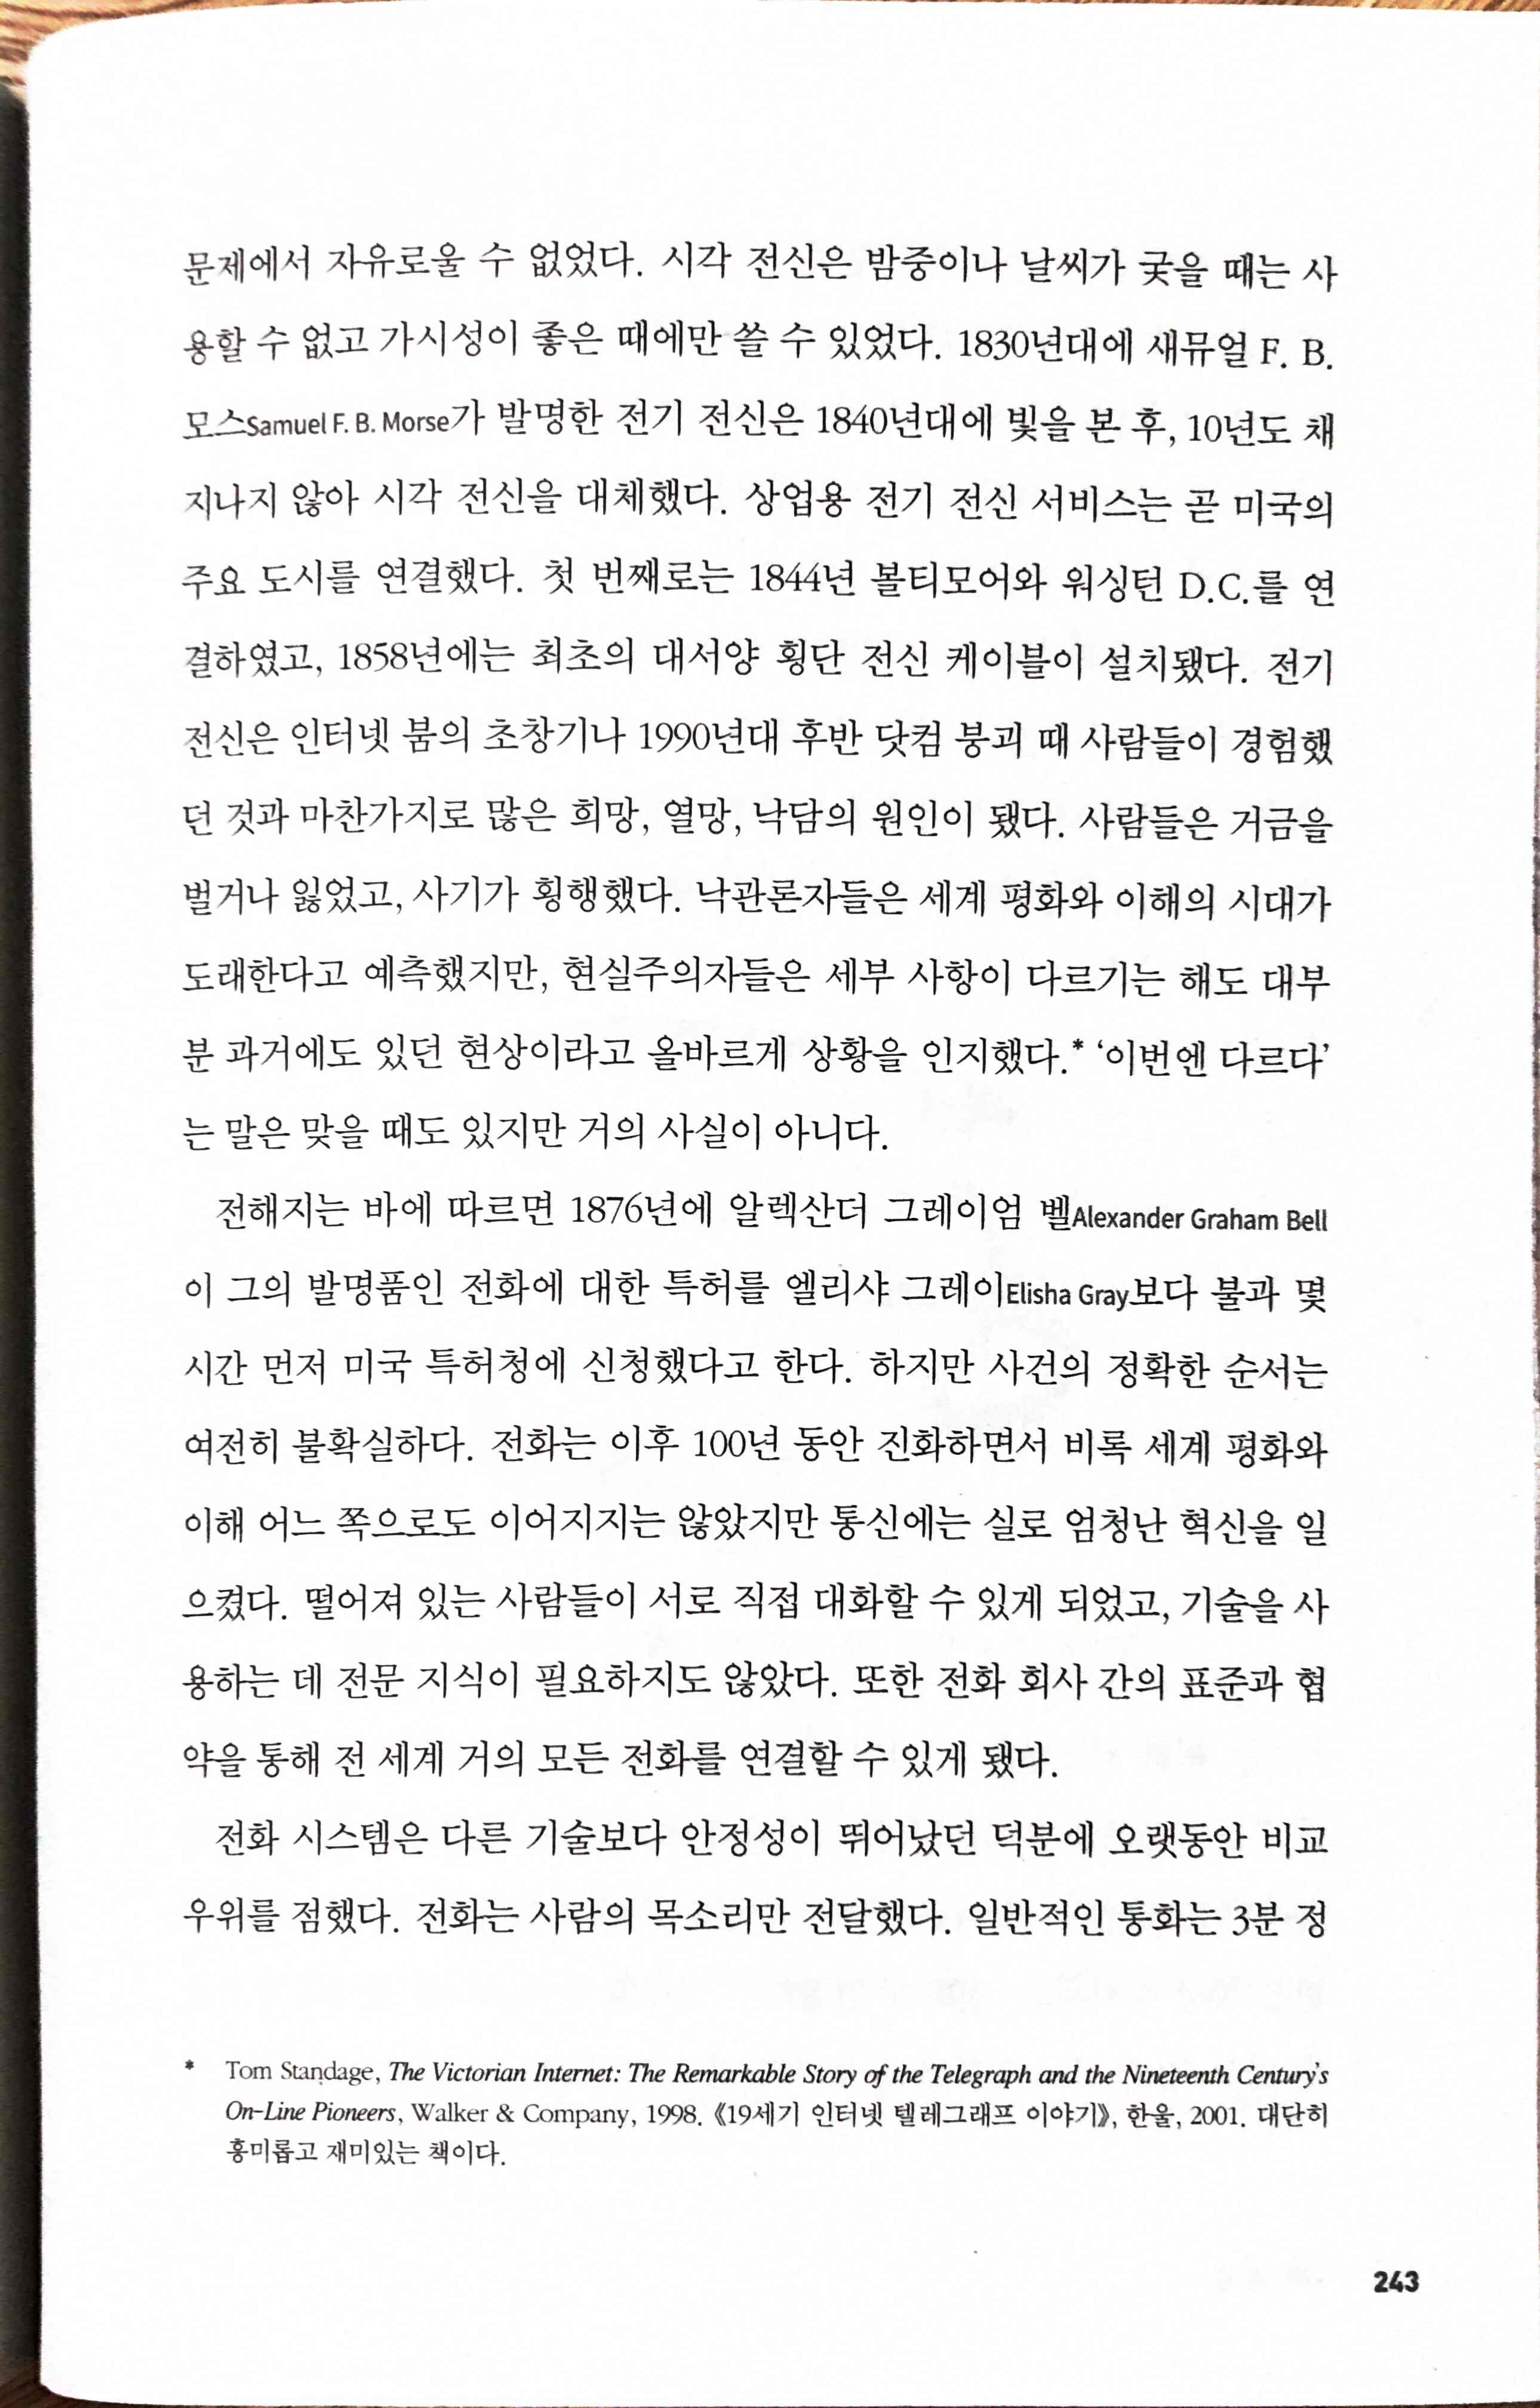 문제에서 자유로울 수 없었다. 시각 전신은 밤중이나 날씨가 궂을 때는 사
용할 수 없고 가시성이 좋은 때에만 쓸 수 있었다. 1830년대에 새뮤얼 F. B.
모스Samuel F. B. Morse가 발명한 전기 전신은 1840년대에 빛을 본 후, 10년도 채
지나지 않아 시각 전신을 대체했다. 상업용 전기 전신 서비스는 곧 미국의
주요 도시를 연결했다. 첫 번째로는 1844년 볼티모어와 워싱턴 D.C.를 연
결하였고, 1858년에는 최초의 대서양 횡단 전신 케이블이 설치됐다. 전기
전신은 인터넷 붐의 초창기나 1990년대 후반 닷컴 붕괴 때 사람들이 경험했
던 것과 마찬가지로 많은 희망, 열망, 낙담의 원인이 됐다. 사람들은 거금을
벌거나 잃었고, 사기가 횡행했다. 낙관론자들은 세계 평화와 이해의 시대가
도래한다고 예측했지만, 현실주의자들은 세부 사항이 다르기는 해도 대부
분 과거에도 있던 현상이라고 올바르게 상황을 인지했다.* ‘이번엔 다르다’
는 말은 맞을 때도 있지만 거의 사실이 아니다.
전해지는 바에 따르면 1876년에 알렉산더 그레이엄 벨Alexander Graham Bell
이 그의 발명품인 전화에 대한 특허를 엘리샤 그레이Elisha Gray보다 불과 몇
시간 먼저 미국 특허청에 신청했다고 한다. 하지만 사건의 정확한 순서는
여전히 불확실하다. 전화는 이후 100년 동안 진화하면서 비록 세계 평화와
이해 어느 쪽으로도 이어지지는 않았지만 통신에는 실로 엄청난 혁신을 일
으켰다. 떨어져 있는 사람들이 서로 직접 대화할 수 있게 되었고, 기술을 사
용하는 데 전문 지식이 필요하지도 않았다. 또한 전화 회사 간의 표준과 협
약을 통해 전 세계 거의 모든 전화를 연결할 수 있게 됐다.
전화 시스템은 다른 기술보다 안정성이 뛰어났던 덕분에 오랫동안 비교
우위를 점했다. 전화는 사람의 목소리만 전달했다. 일반적인 통화는 3분 정
* Tom Standage, The Victorian Internet: The Remarkable Story of the Telegraph and the Nineteenth Century's
On-Line Pioneers, Walker & Company, 1998. 《19세기 인터넷 텔레그래프 이야기》, 한울, 2001. 대단히
흥미롭고 재미있는 책이다.
243